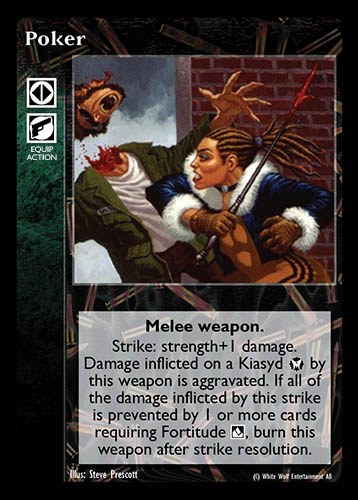 Poker
EQUIP
ACTION
Melee weapon.
Strike: strength+1 damage.
Damage inflicted on a Kiasyd by
this weapon is aggravated. If all of
the damage inflicted by this strike
is prevented by 1 or more cards
requiring Fortitude , burn this
weapon after strike resolution.
Illus: Steve Prescott
(C) White Wolf Entertainment AB